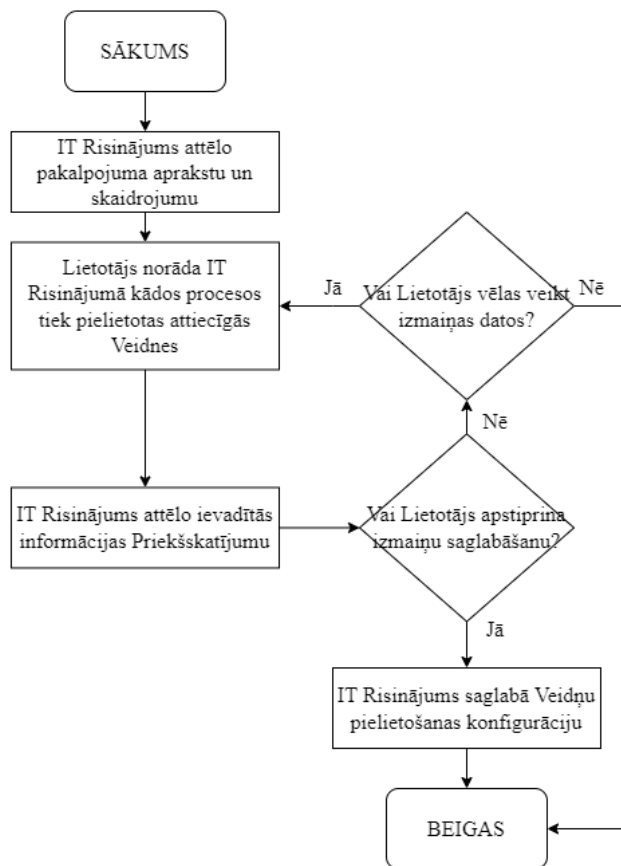 SĀKUMS
IT Risinājums attēlo
pakalpojuma aprakstu un
skaidrojumu
Lietotājs norāda IT
Risinājumā kādos procesos
tiek pielietotas attiecīgās
Veidnes
Jā
Vai Lietotājs vēlas veikt
izmaiņas datos?
Nē
Nē
IT Risinājums attēlo ievadītās
informācijas Priekšskatījumu
Vai Lietotājs apstiprina
izmaiņu saglabāšanu?
Jā
IT Risinājums saglabā Veidņu
pielietošanas konfigurāciju
BEIGAS